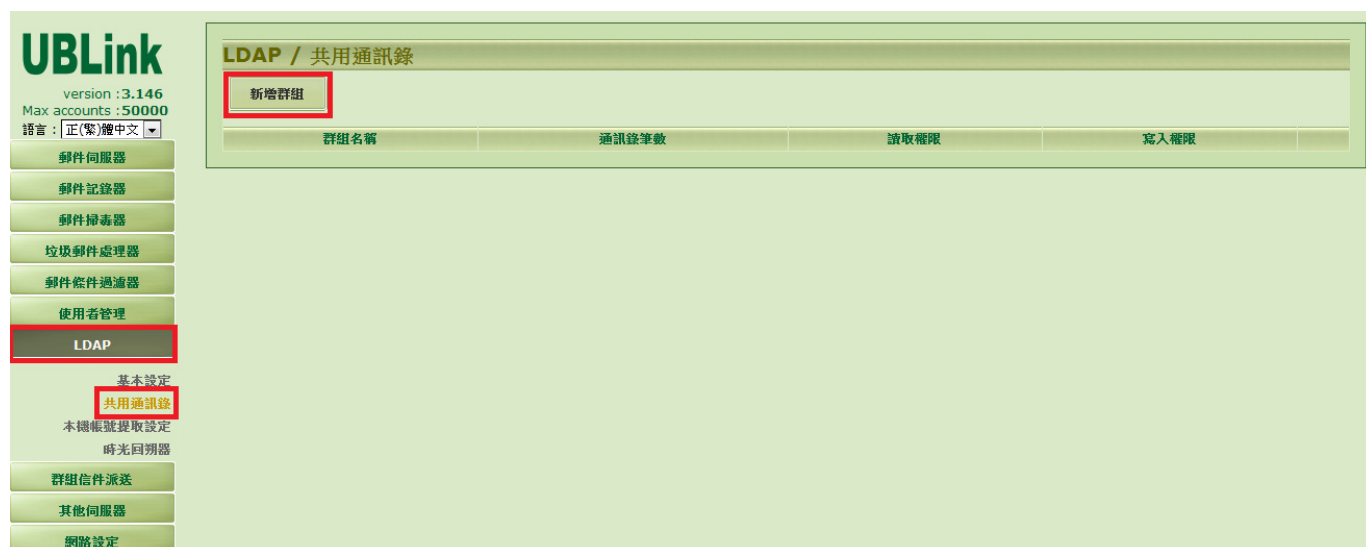 UBLink
version :3.146
Max accounts :50000
語言： 正(繁)體中文
郵件伺服器
郵件記錄器
郵件掃毒器
垃圾郵件處理器
郵件條件過濾器
使用者管理
LDAP
基本設定
共用通訊錄
本機帳號提取設定
時光回朔器
群組信件派送
其他伺服器
網路設定
LDAP / 共用通訊錄
新增群組
群組名稱 通訊錄筆數 讀取權限 寫入權限